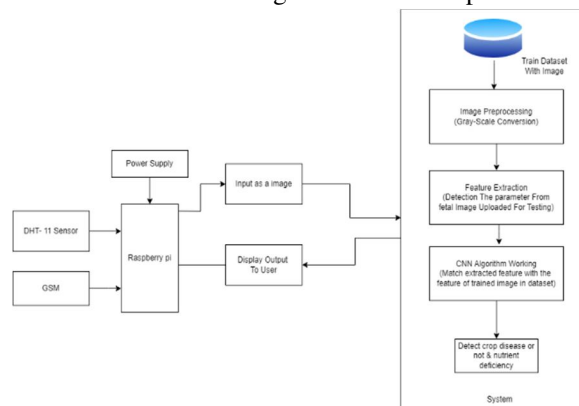 Train Dataset
With Image
Image Preprocessing
(Gray-Scale Conversion)
Power Supply
Input as a image
Feature Extraction
(Detection The parameter From
fetal Image Uploaded For Testing)
DHT- 11 Sensor
Raspberry pi
Display Output
To User
GSM
CNN Algorithm Working
(Match extracted feature with the
feature of trained image in dataset)
Detect crop disease or
not & nutrient
deficiency
System